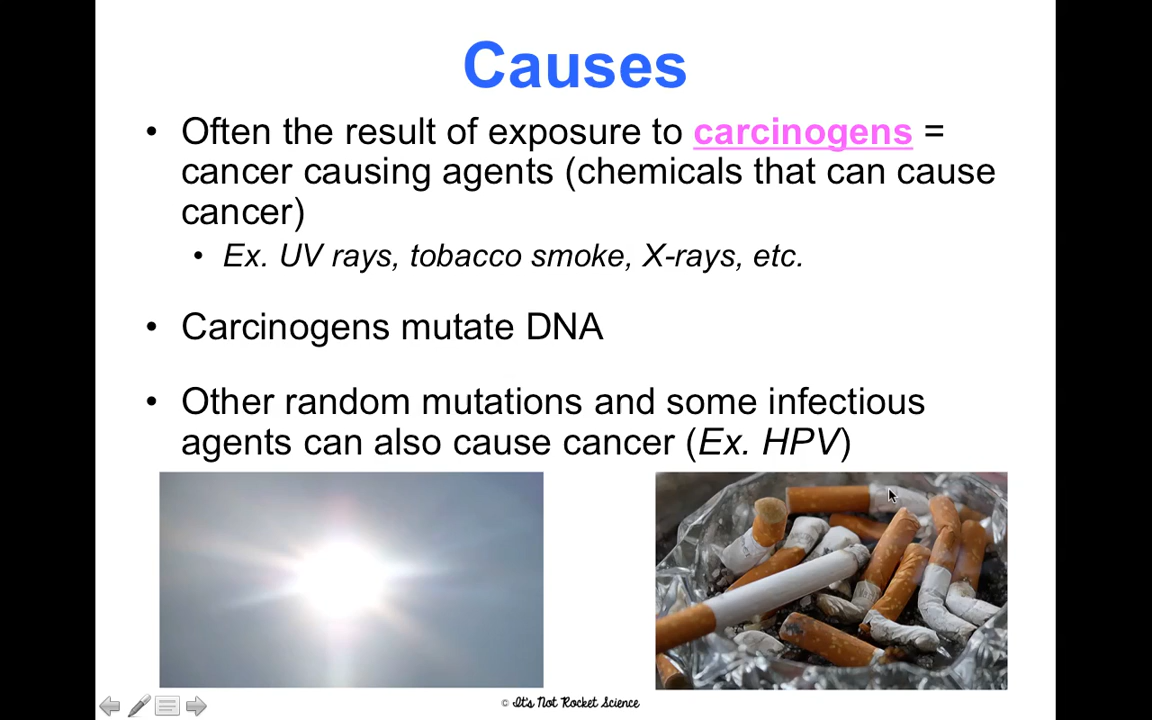 Causes
• Often the result of exposure to carcinogens =
cancer causing agents (chemicals that can cause
cancer)
• Ex. UV rays, tobacco smoke, X-rays, etc.
• Carcinogens mutate DNA
• Other random mutations and some infectious
agents can also cause cancer (Ex. HPV)
© It's Not Rocket Science